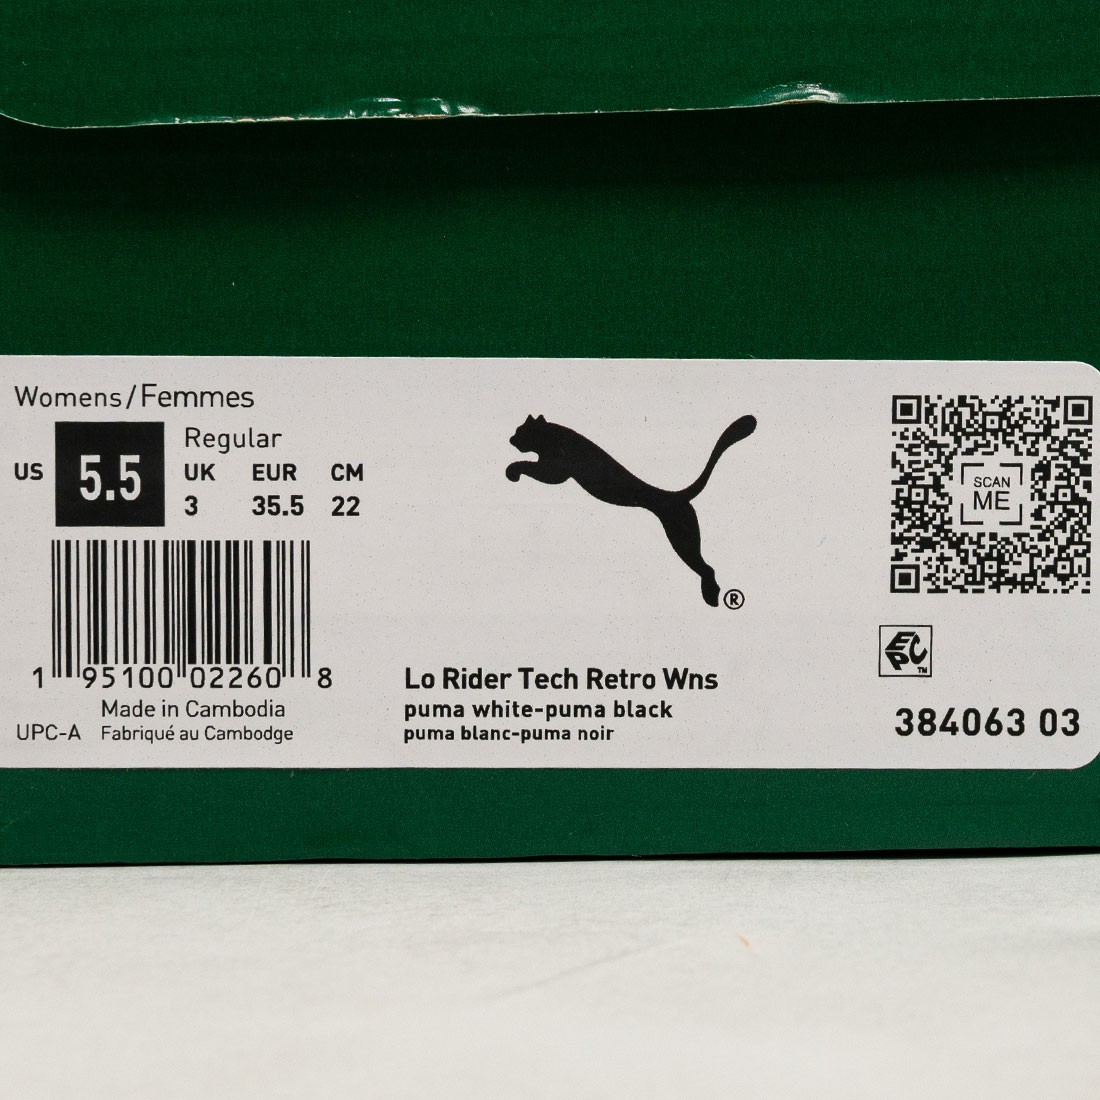 Womens/Femmes
US 5.5
Regular
UK EUR CM
3 35.5 22
1 95100 02260 8
Made in Cambodia
UPC-A Fabriqué au Cambodge
®
Lo Rider Tech Retro Wns
puma white-puma black
puma blanc-puma noir
SCAN
ME
EPC
TM
384063 03